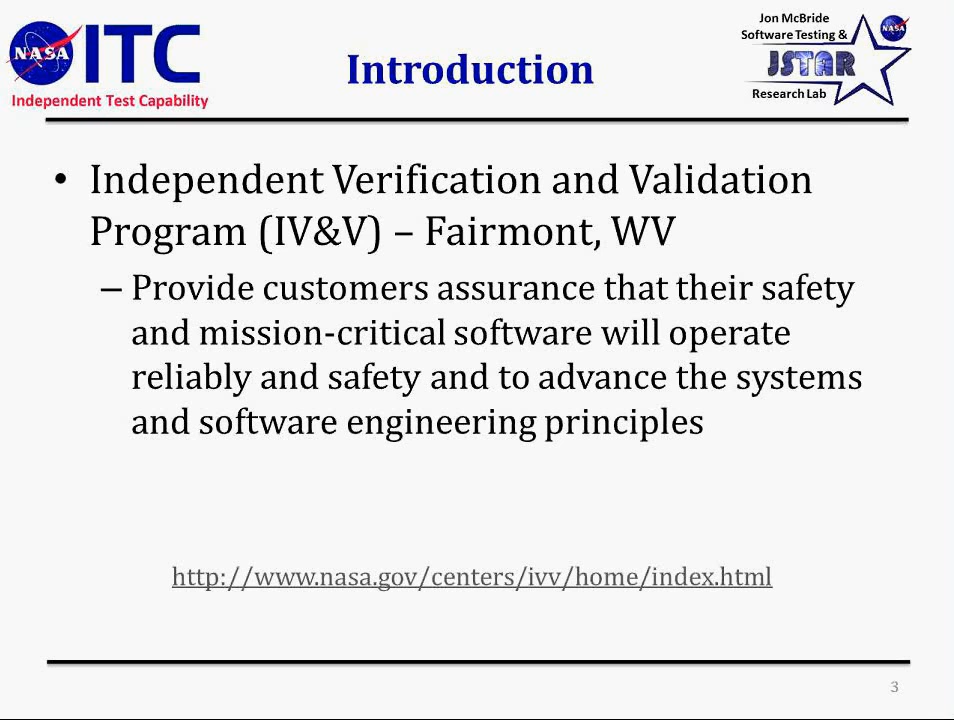 NASA ITC
Independent Test Capability
Introduction
Jon McBride
Software Testing &
JSTAR
NASA
Research Lab
• Independent Verification and Validation
Program (IV&V) – Fairmont, WV
– Provide customers assurance that their safety
and mission-critical software will operate
reliably and safety and to advance the systems
and software engineering principles
http://www.nasa.gov/centers/ivv/home/index.html
3